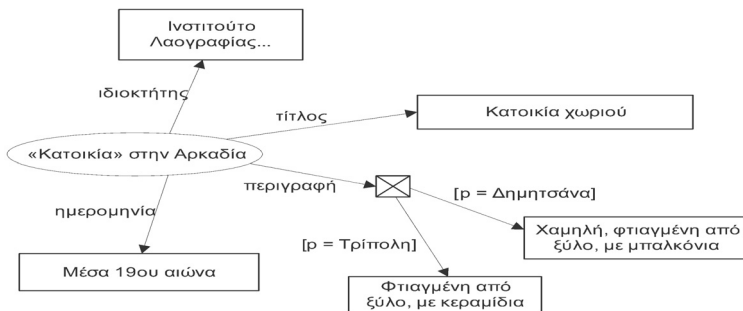 Ινστιτούτο
Λαογραφίας...
ιδιοκτήτης
τίτλος
Κατοικία χωριού
«Κατοικία» στην Αρκαδία
περιγραφή
[p = Δημητσάνα]
ημερομηνία
Χαμηλή, φτιαγμένη από
ξύλο, με μπαλκόνια
[p = Τρίπολη]
Μέσα 19ου αιώνα
Φτιαγμένη από
ξύλο, με κεραμίδια